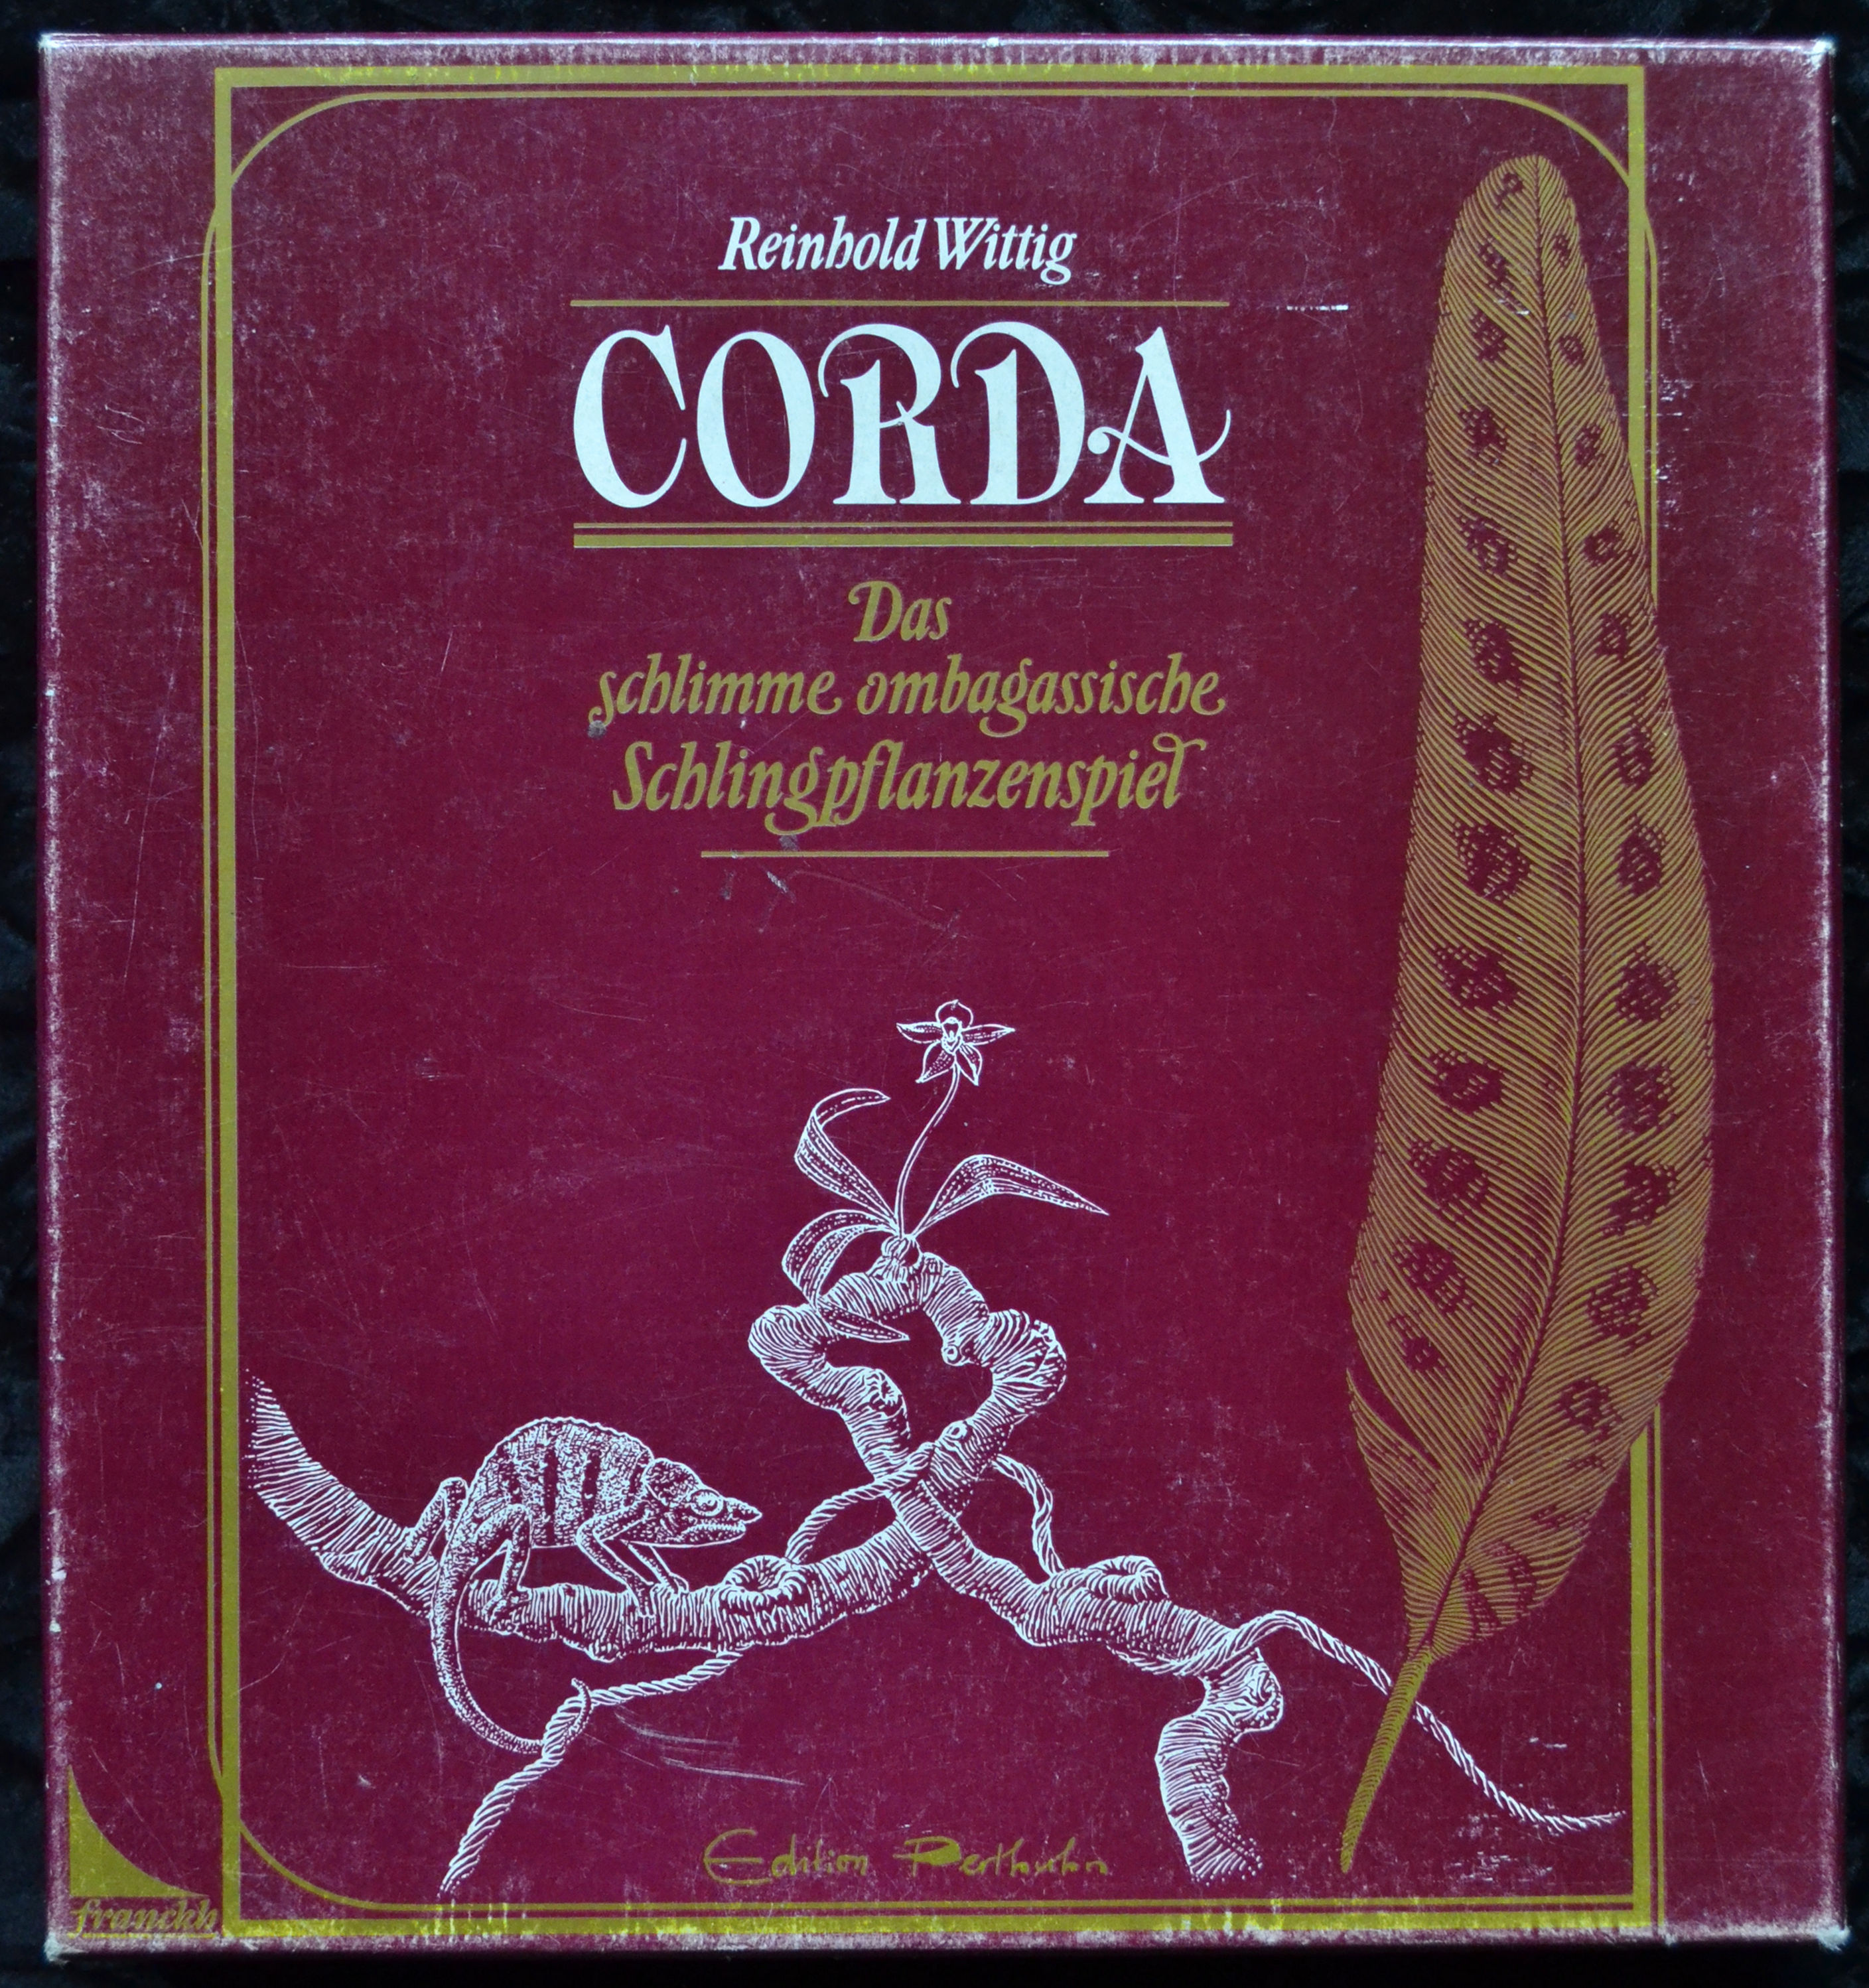 Reinhold Wittig
CORDA
Das
schlimme ombagassische
Schlingpflanzenspiel
Edition Perlhuhn
franckh